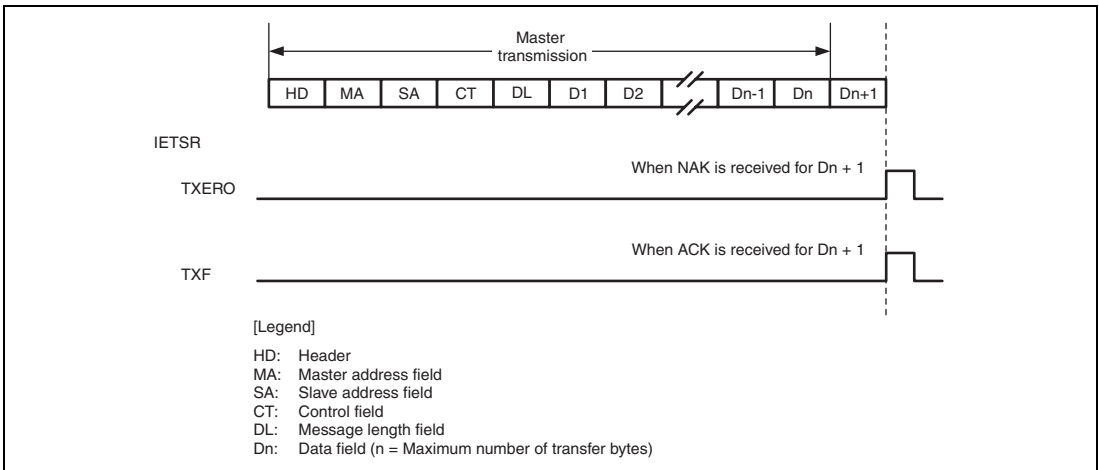 Master
transmission
HD MA SA CT DL D1 D2 Dn-1 Dn Dn+1
IETSR
When NAK is received for Dn + 1
TXERO
When ACK is received for Dn + 1
TXF
[Legend]
HD: Header
MA: Master address field
SA: Slave address field
CT: Control field
DL: Message length field
Dn: Data field (n = Maximum number of transfer bytes)